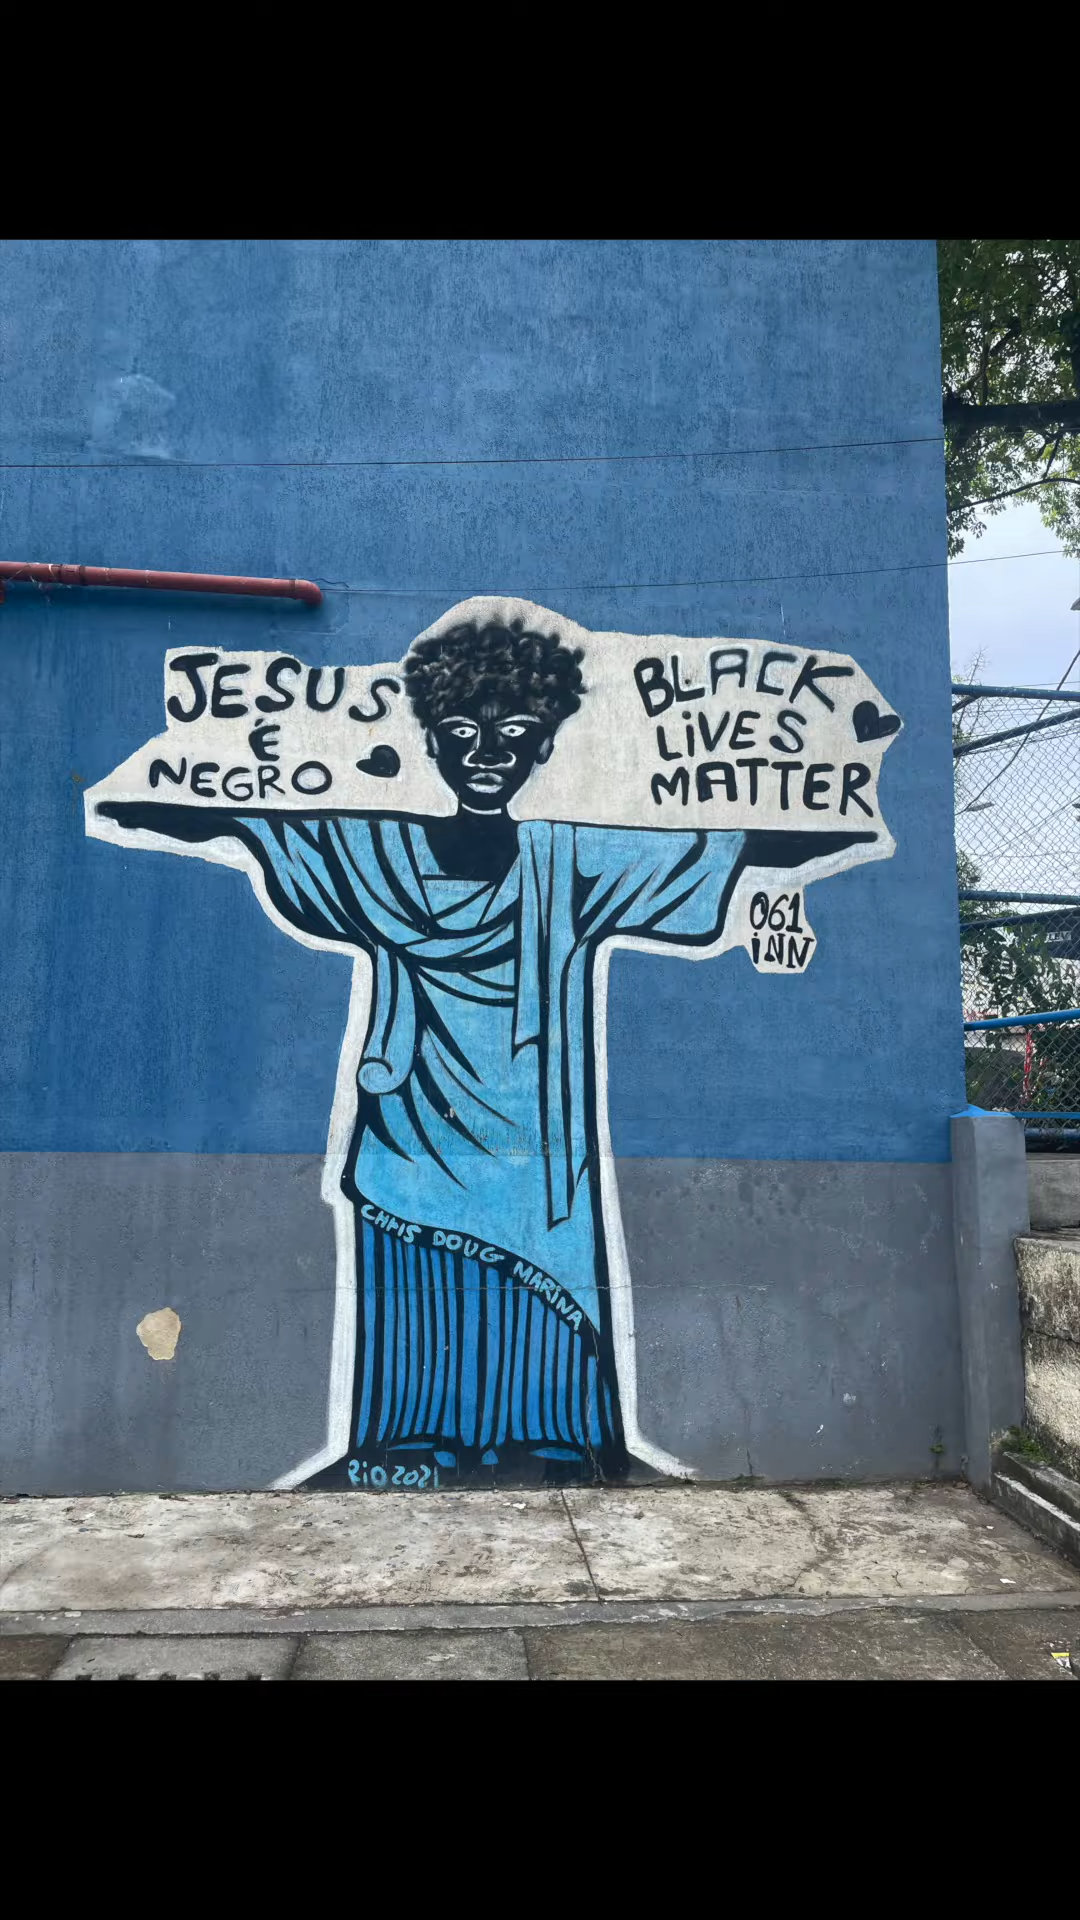 JESUS
É
NEGRO
BLACK
LiVES
MATTER
061
iNN
CHRIS DOUG MARiNA
RiO 2021